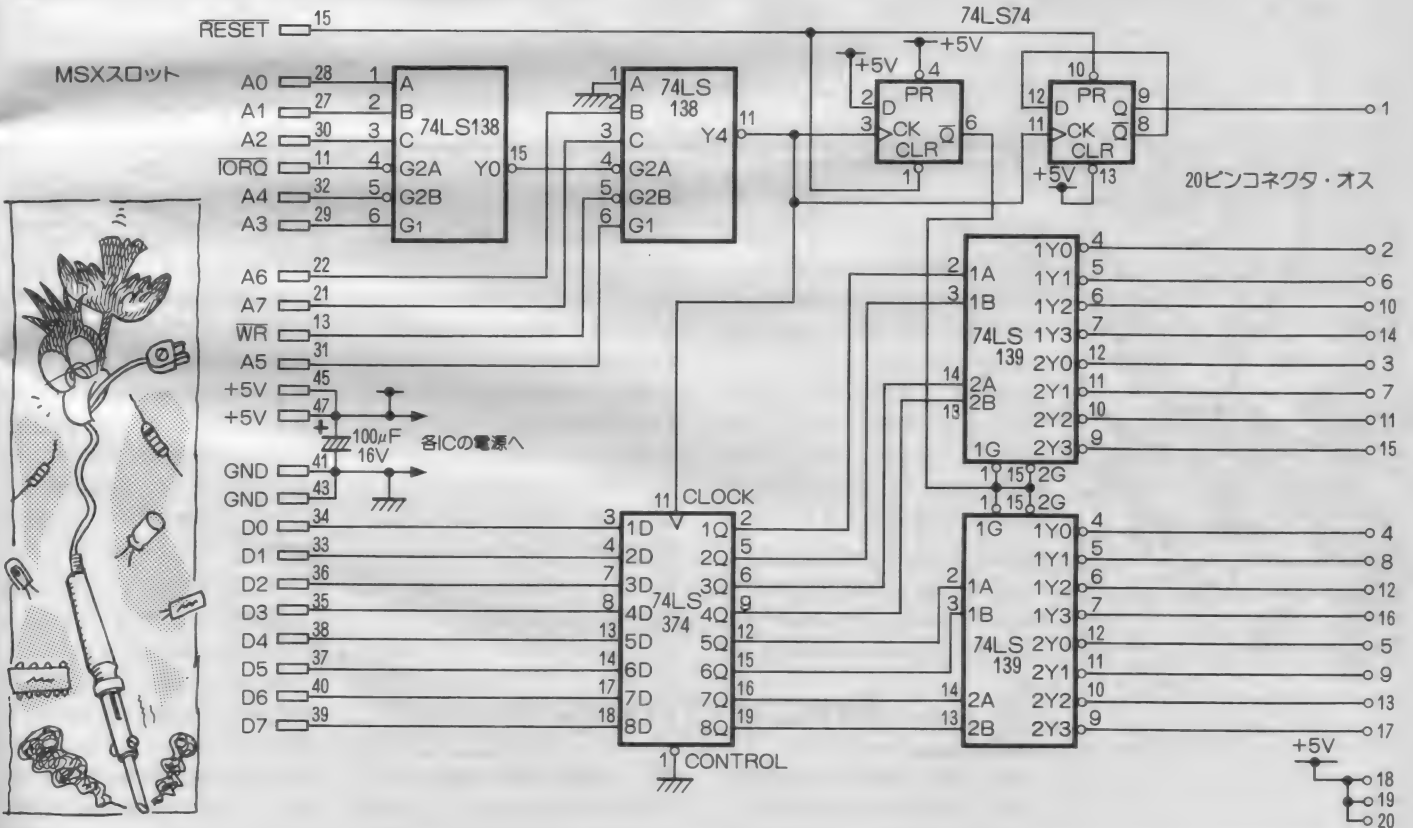 74LS74
RESET 15
MSXスロット
20ピンコネクタ・オス
A0 28
A1 27
A2 30
IORQ 11
A4 32
A3 29
A6 22
A7 21
WR 13
A5 31
+5V 45
+5V 47
+
100μF
16V
各ICの電源へ
GND 41
GND 43
D0 34
D1 33
D2 36
D3 35
D4 38
D5 37
D6 40
D7 39
1 A
2 B
3 C
4 G2A
5 G2B
6 G1
74LS138
Y0 15
1 A
2 B
3 C
4 G2A
5 G2B
6 G1
74LS
138
Y4 11
+5V
+5V
4
PR
2 D
3 CK
Q 6
CLR
1
10
PR
12 D
11 CK
Q 9
Q 8
CLR
13
+5V
1
2 1A
3 1B
14 2A
13 2B
74LS
139
1G
1 15 2G
1Y0 4 2
1Y1 5 6
1Y2 6 10
1Y3 7 14
2Y0 12 3
2Y1 11 7
2Y2 10 11
2Y3 9 15
1 15 2G
1G
2 1A
3 1B
14 2A
13 2B
74LS
139
1Y0 4 4
1Y1 5 8
1Y2 6 12
1Y3 7 16
2Y0 12 5
2Y1 11 9
2Y2 10 13
2Y3 9 17
11 CLOCK
3 1D 1Q 2
4 2D 2Q 5
7 3D 3Q 6
8 4D 4Q 9
13 5D 5Q 12
14 6D 6Q 15
17 7D 7Q 16
18 8D 8Q 19
74LS
374
1 CONTROL
+5V
18
19
20